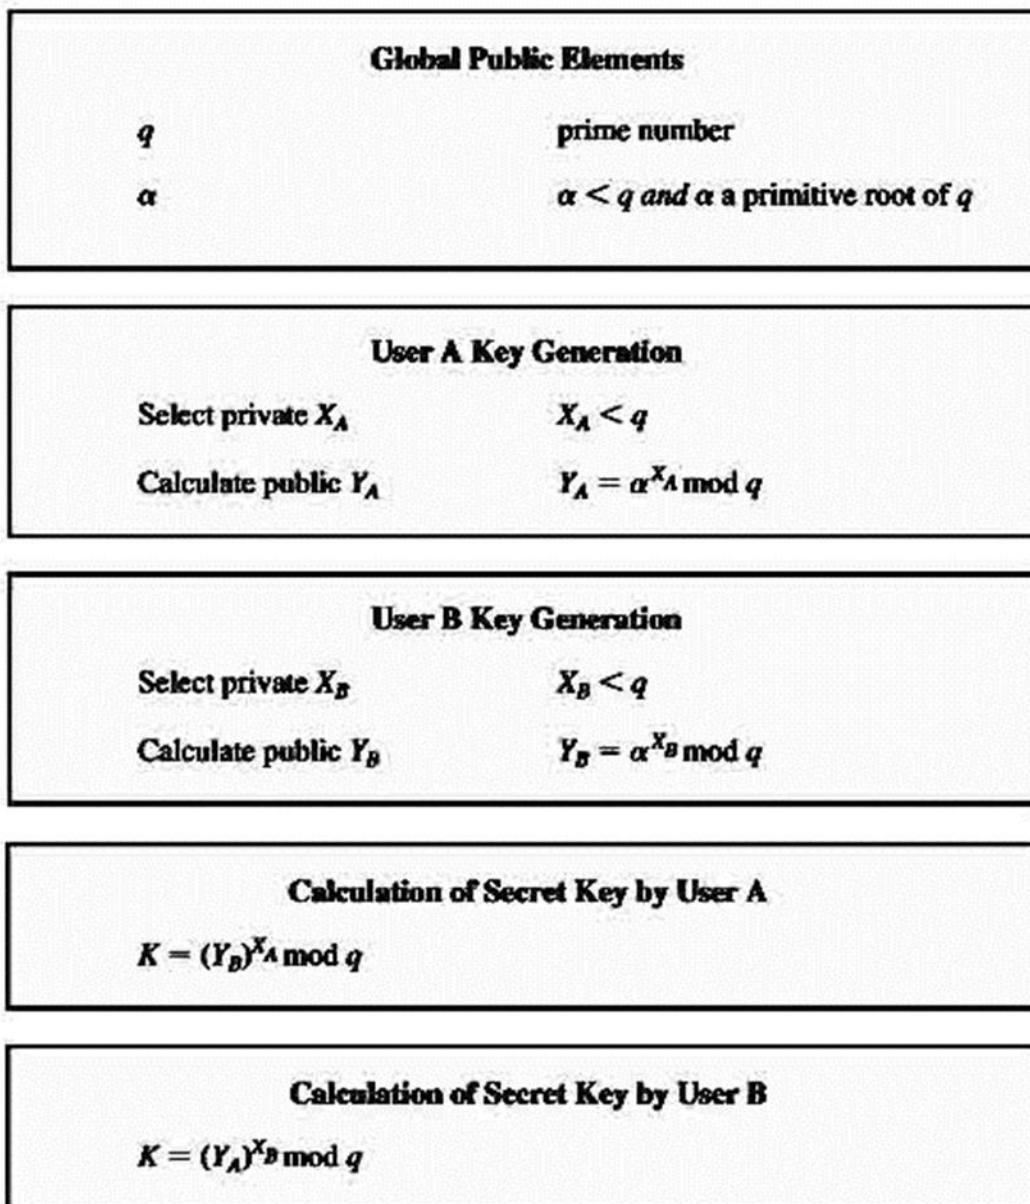 Global Public Elements
q prime number
α α < q and α a primitive root of q
User A Key Generation
Select private X_A X_A < q
Calculate public Y_A Y_A = α^{X_A} mod q
User B Key Generation
Select private X_B X_B < q
Calculate public Y_B Y_B = α^{X_B} mod q
Calculation of Secret Key by User A
K = (Y_B)^{X_A} mod q
Calculation of Secret Key by User B
K = (Y_A)^{X_B} mod q